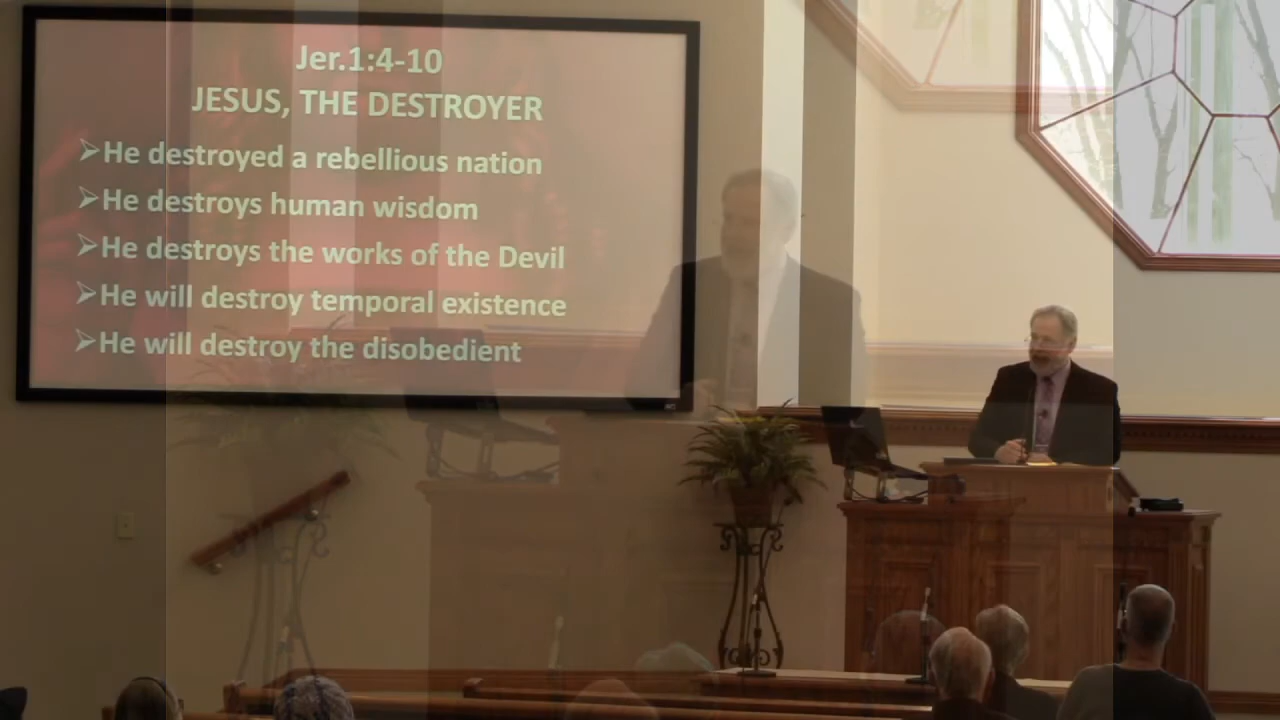 Jer.1:4-10
JESUS, THE DESTROYER
➢He destroyed a rebellious nation
➢He destroys human wisdom
➢He destroys the works of the Devil
➢He will destroy temporal existence
➢He will destroy the disobedient